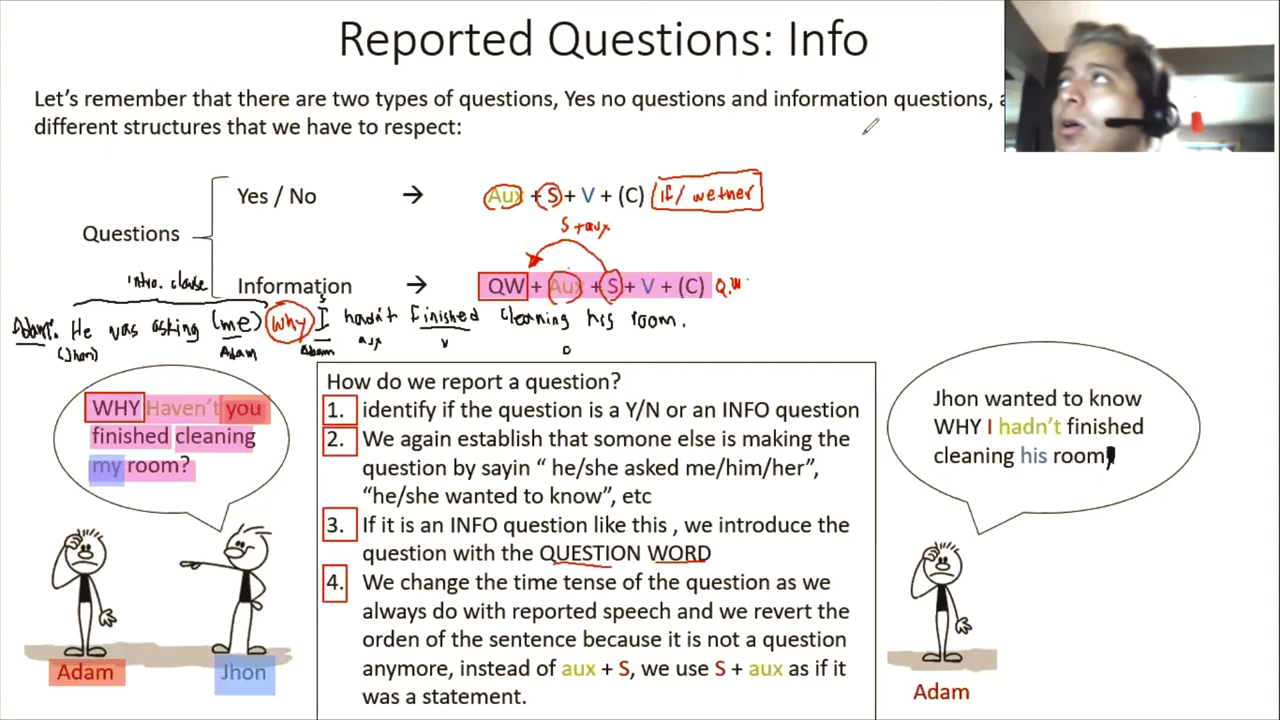 Reported Questions: Info
Let's remember that there are two types of questions, Yes no questions and information questions, a
different structures that we have to respect:
Questions
Yes / No → Aux + S + V + (C) If / wether
S + aux
Information → QW + Aux + S + V + (C) Q.W
Intro. clause
S
Adam: He was asking (me) Why I hadn't finished cleaning his room.
(Jhon) Adam Adam aux v
WHY Haven't you
finished cleaning
my room?
Adam
Jhon
How do we report a question?
1. identify if the question is a Y/N or an INFO question
2. We again establish that somone else is making the
question by sayin “ he/she asked me/him/her”,
“he/she wanted to know”, etc
3. If it is an INFO question like this , we introduce the
question with the QUESTION WORD
4. We change the time tense of the question as we
always do with reported speech and we revert the
orden of the sentence because it is not a question
anymore, instead of aux + S, we use S + aux as if it
was a statement.
Jhon wanted to know
WHY I hadn't finished
cleaning his room
Adam